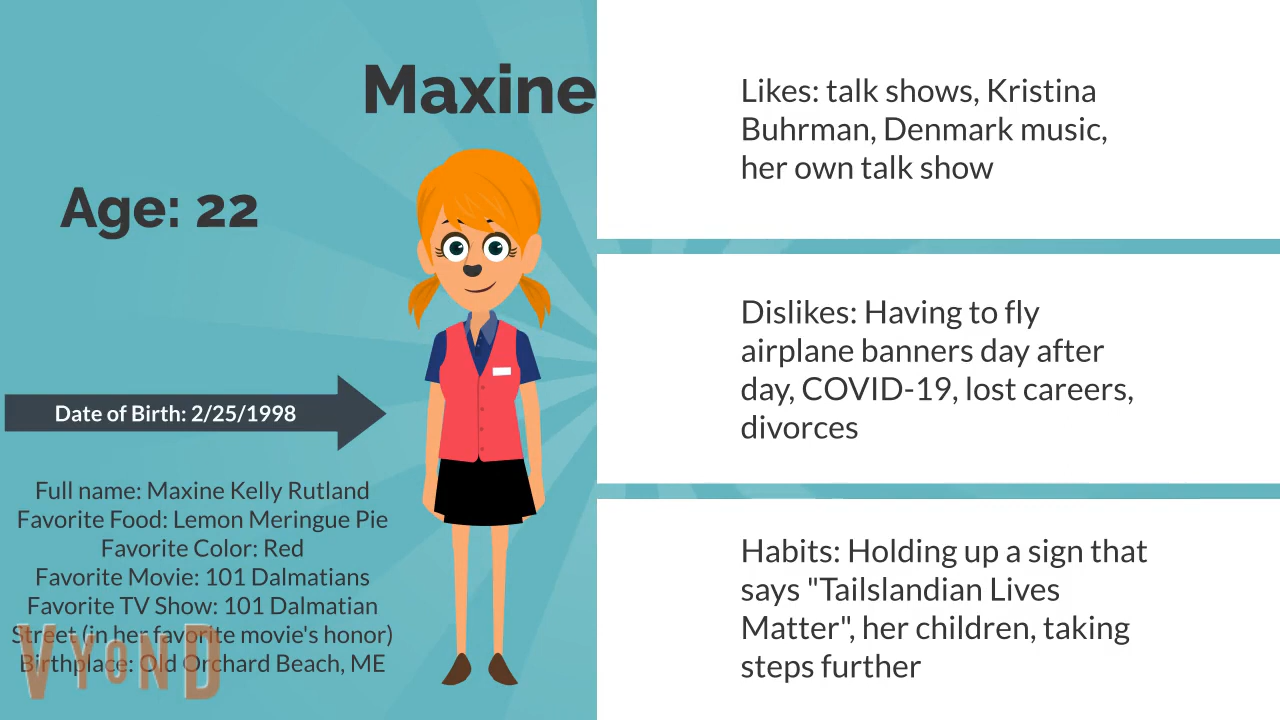 Maxine
Age: 22
Date of Birth: 2/25/1998
Full name: Maxine Kelly Rutland
Favorite Food: Lemon Meringue Pie
Favorite Color: Red
Favorite Movie: 101 Dalmatians
Favorite TV Show: 101 Dalmatian
Street (in her favorite movie's honor)
Birthplace: Old Orchard Beach, ME
VYOND
Likes: talk shows, Kristina
Buhrman, Denmark music,
her own talk show
Dislikes: Having to fly
airplane banners day after
day, COVID-19, lost careers,
divorces
Habits: Holding up a sign that
says "Tailslandian Lives
Matter", her children, taking
steps further